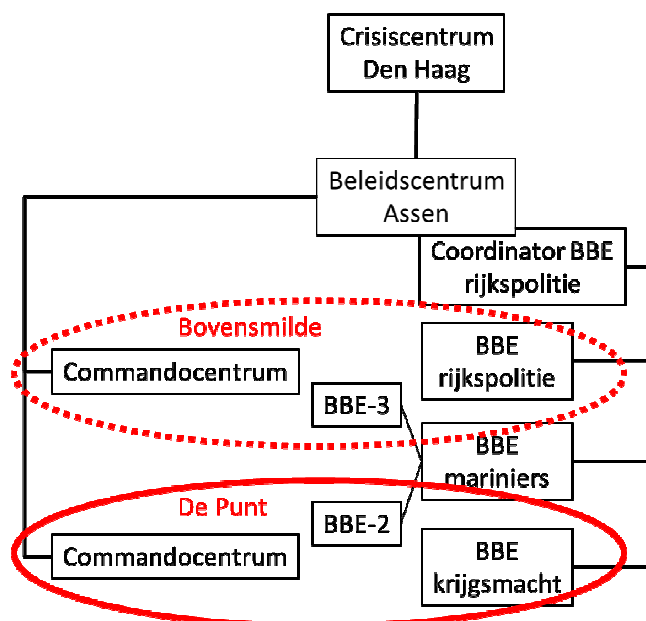 Crisiscentrum
Den Haag
Beleidscentrum
Assen
Coordinator BBE
rijkspolitie
Bovensmilde
BBE
rijkspolitie
Commandocentrum
BBE-3
BBE
mariniers
De Punt
BBE-2
Commandocentrum
BBE
krijgsmacht